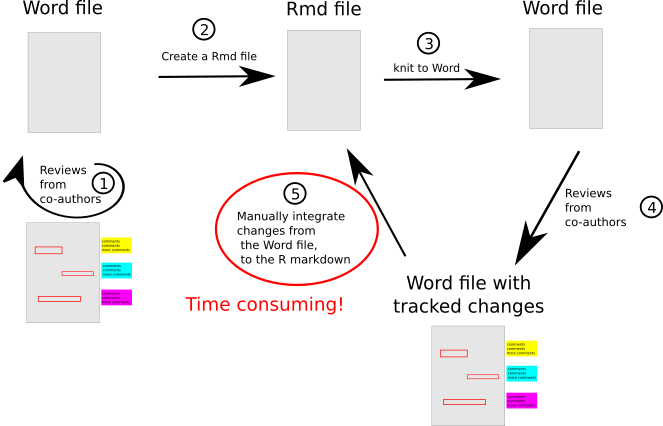 Word file
Rmd file
Word file
2
Create a Rmd file
3
knit to Word
Reviews
from
co-authors
1
comments
comments
more comments
comments
comments
more comments
comments
comments
more comments
5
Manually integrate
changes from
the Word file,
to the R markdown
Time consuming!
Reviews
from
co-authors
4
Word file with
tracked changes
comments
comments
more comments
comments
comments
more comments
comments
comments
more comments